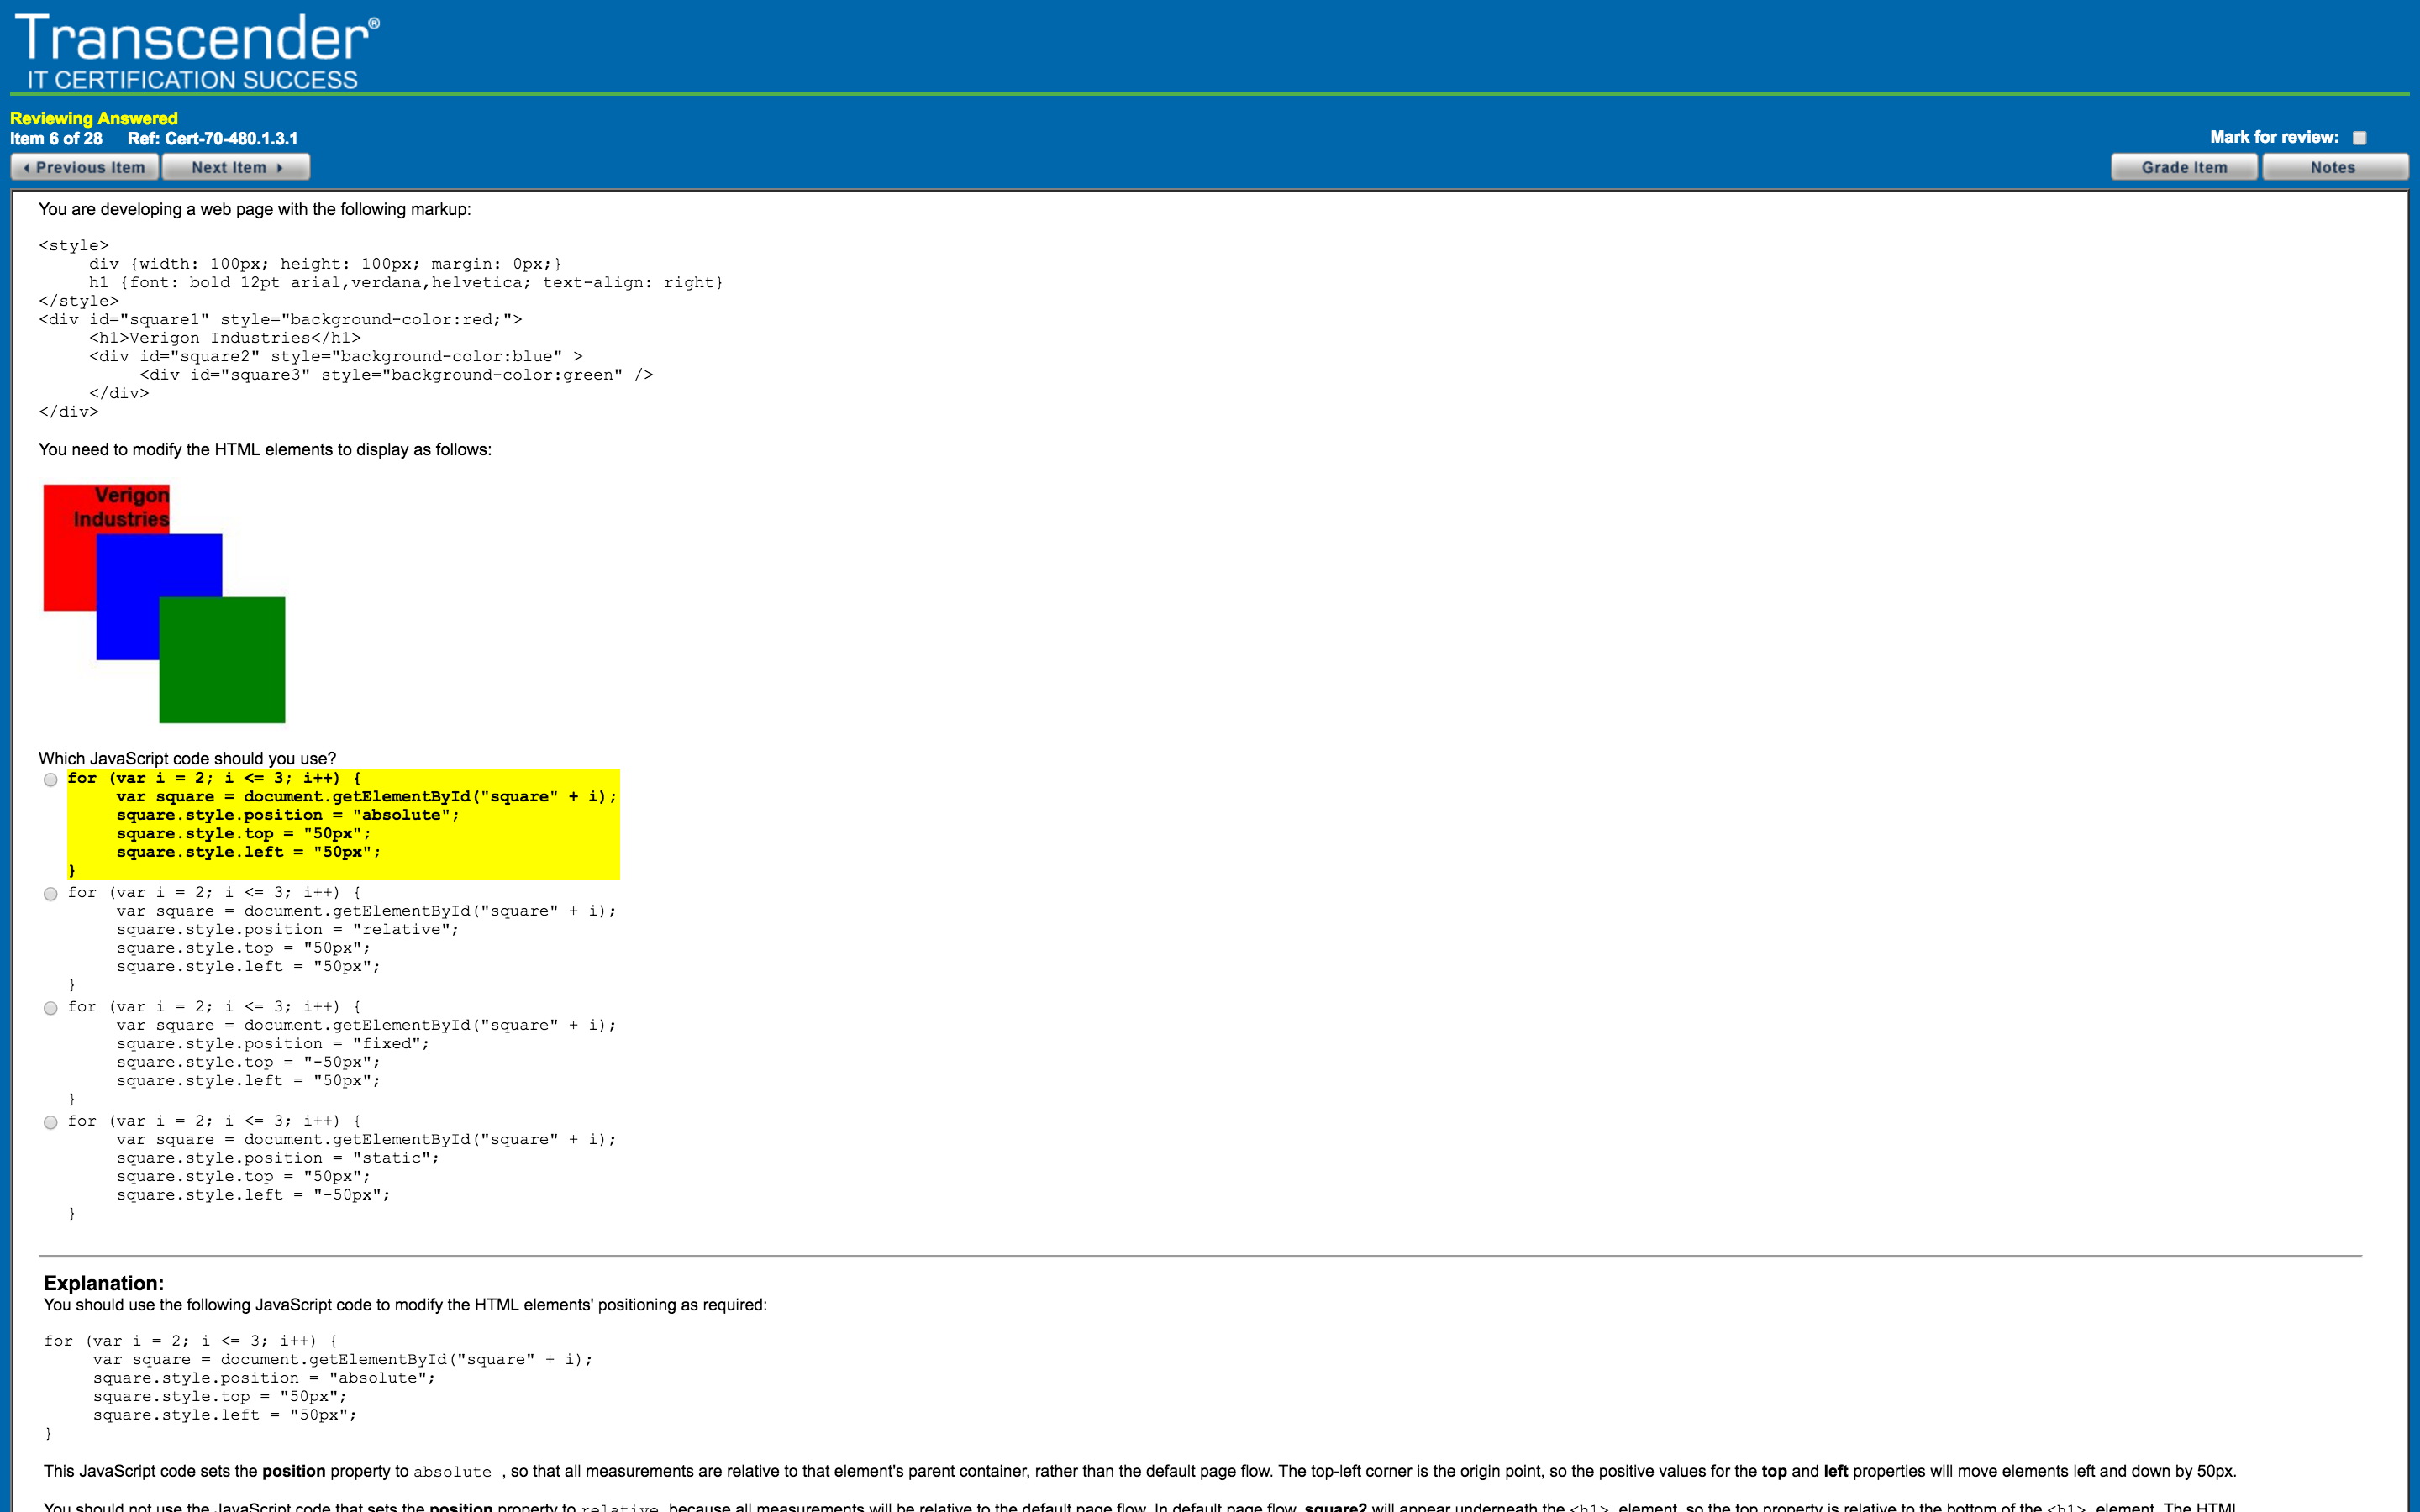 Transcender®
IT CERTIFICATION SUCCESS
Reviewing Answered
Item 6 of 28 Ref: Cert-70-480.1.3.1
Mark for review:
Previous Item Next Item Grade Item Notes
You are developing a web page with the following markup:
<style>
div {width: 100px; height: 100px; margin: 0px;}
h1 {font: bold 12pt arial,verdana,helvetica; text-align: right}
</style>
<div id="square1" style="background-color:red;">
<h1>Verigon Industries</h1>
<div id="square2" style="background-color:blue" >
<div id="square3" style="background-color:green" />
</div>
</div>
You need to modify the HTML elements to display as follows:
Verigon
Industries
Which JavaScript code should you use?
for (var i = 2; i <= 3; i++) {
var square = document.getElementById("square" + i);
square.style.position = "absolute";
square.style.top = "50px";
square.style.left = "50px";
}
for (var i = 2; i <= 3; i++) {
var square = document.getElementById("square" + i);
square.style.position = "relative";
square.style.top = "50px";
square.style.left = "50px";
}
for (var i = 2; i <= 3; i++) {
var square = document.getElementById("square" + i);
square.style.position = "fixed";
square.style.top = "-50px";
square.style.left = "50px";
}
for (var i = 2; i <= 3; i++) {
var square = document.getElementById("square" + i);
square.style.position = "static";
square.style.top = "50px";
square.style.left = "-50px";
}
Explanation:
You should use the following JavaScript code to modify the HTML elements' positioning as required:
for (var i = 2; i <= 3; i++) {
var square = document.getElementById("square" + i);
square.style.position = "absolute";
square.style.top = "50px";
square.style.left = "50px";
}
This JavaScript code sets the position property to absolute , so that all measurements are relative to that element's parent container, rather than the default page flow. The top-left corner is the origin point, so the positive values for the top and left properties will move elements left and down by 50px.
You should not use the JavaScript code that sets the position property to relative because all measurements will be relative to the default page flow. In default page flow, square2 will appear underneath the <h1> element, so the top property is relative to the bottom of the <h1> element. The HTML